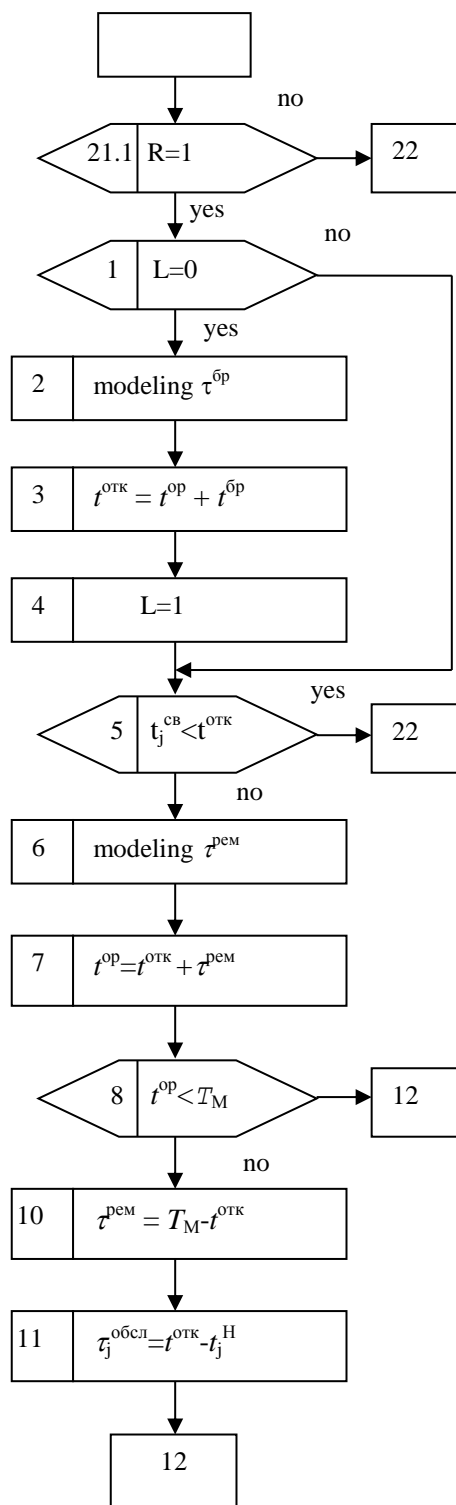 no
21.1 R=1 22
yes
no
1 L=0
yes
2 modeling τ^бр
3 t^отк = t^ор + t^бр
4 L=1
yes
5 t_j^св<t^отк 22
no
6 modeling τ^рем
7 t^ор=t^отк + τ^рем
8 t^ор<T_М 12
no
10 τ^рем = T_М-t^отк
11 τ_j^обсл=t^отк-t_j^Н
12